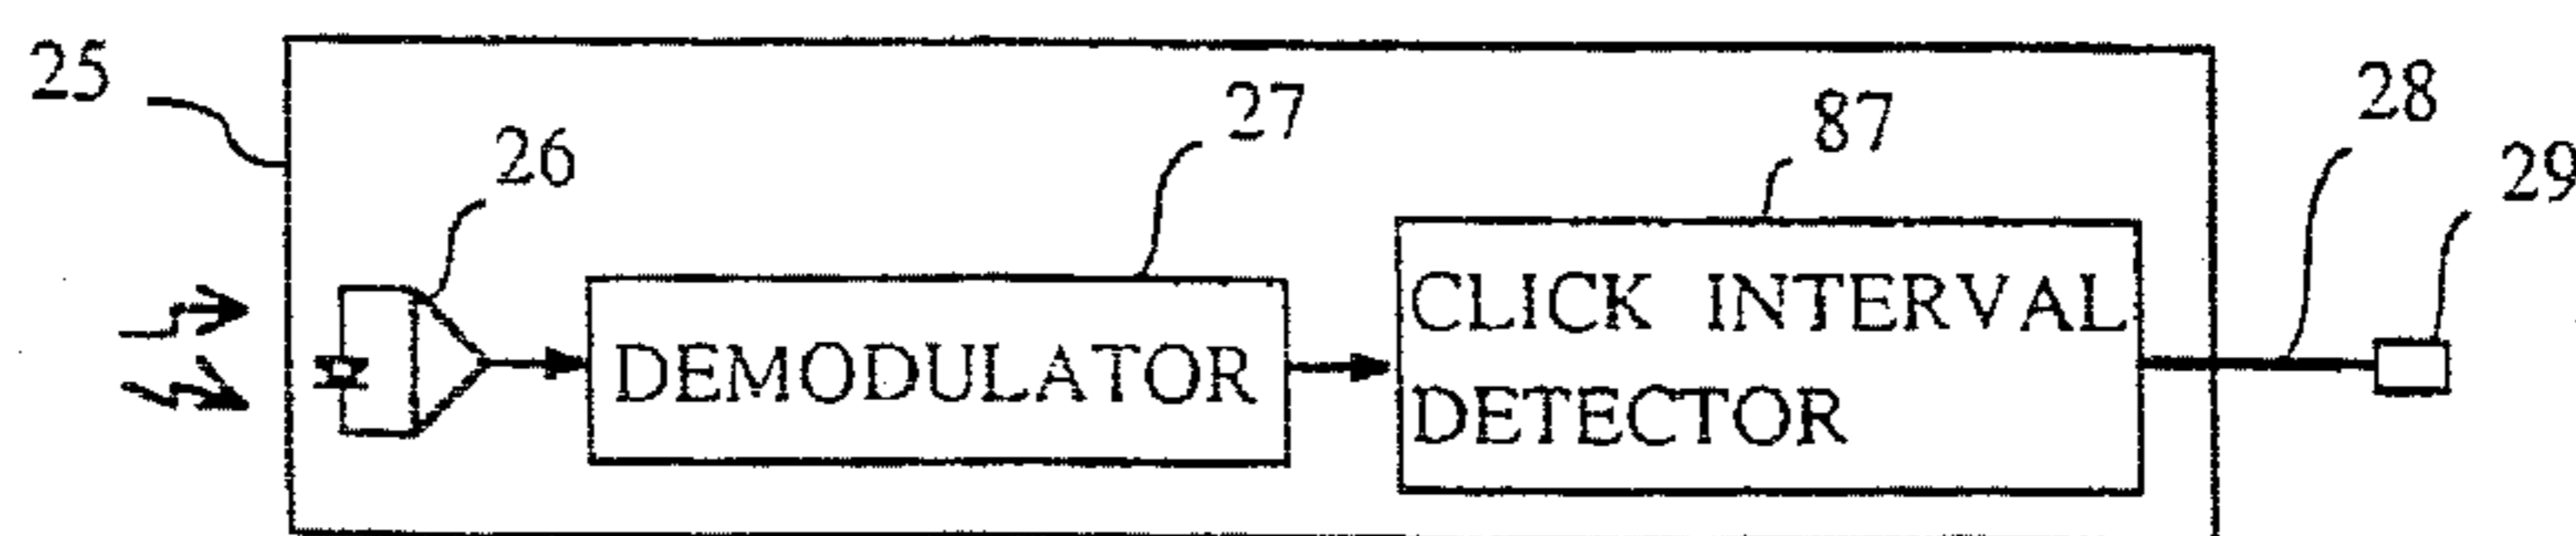 25
26
27
87
28
29
DEMODULATOR
CLICK INTERVAL
DETECTOR